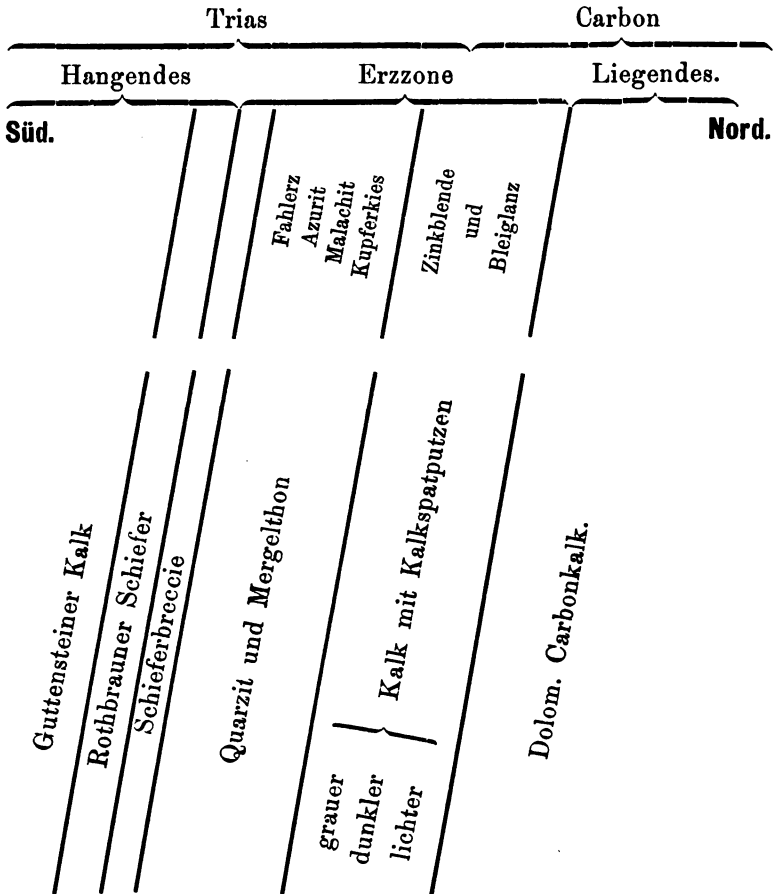 Trias
Carbon
Hangendes
Erzzone
Liegendes.
Süd.
Nord.
Fahlerz
Azurit
Malachit
Kupferkies
Zinkblende
und
Bleiglanz
Guttensteiner Kalk
Rothbrauner Schiefer
Schieferbreccie
Quarzit und Mergelthon
Kalk mit Kalkspatputzen
grauer
dunkler
lichter
Dolom. Carbonkalk.